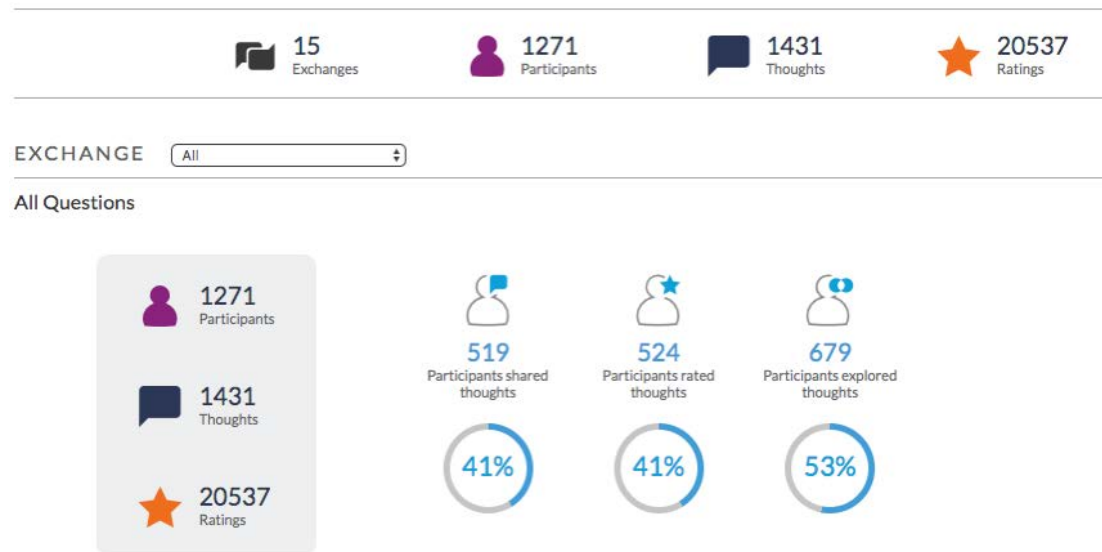 15
Exchanges
1271
Participants
1431
Thoughts
20537
Ratings
EXCHANGE All
All Questions
1271
Participants
1431
Thoughts
20537
Ratings
519
Participants shared
thoughts
41%
524
Participants rated
thoughts
41%
679
Participants explored
thoughts
53%